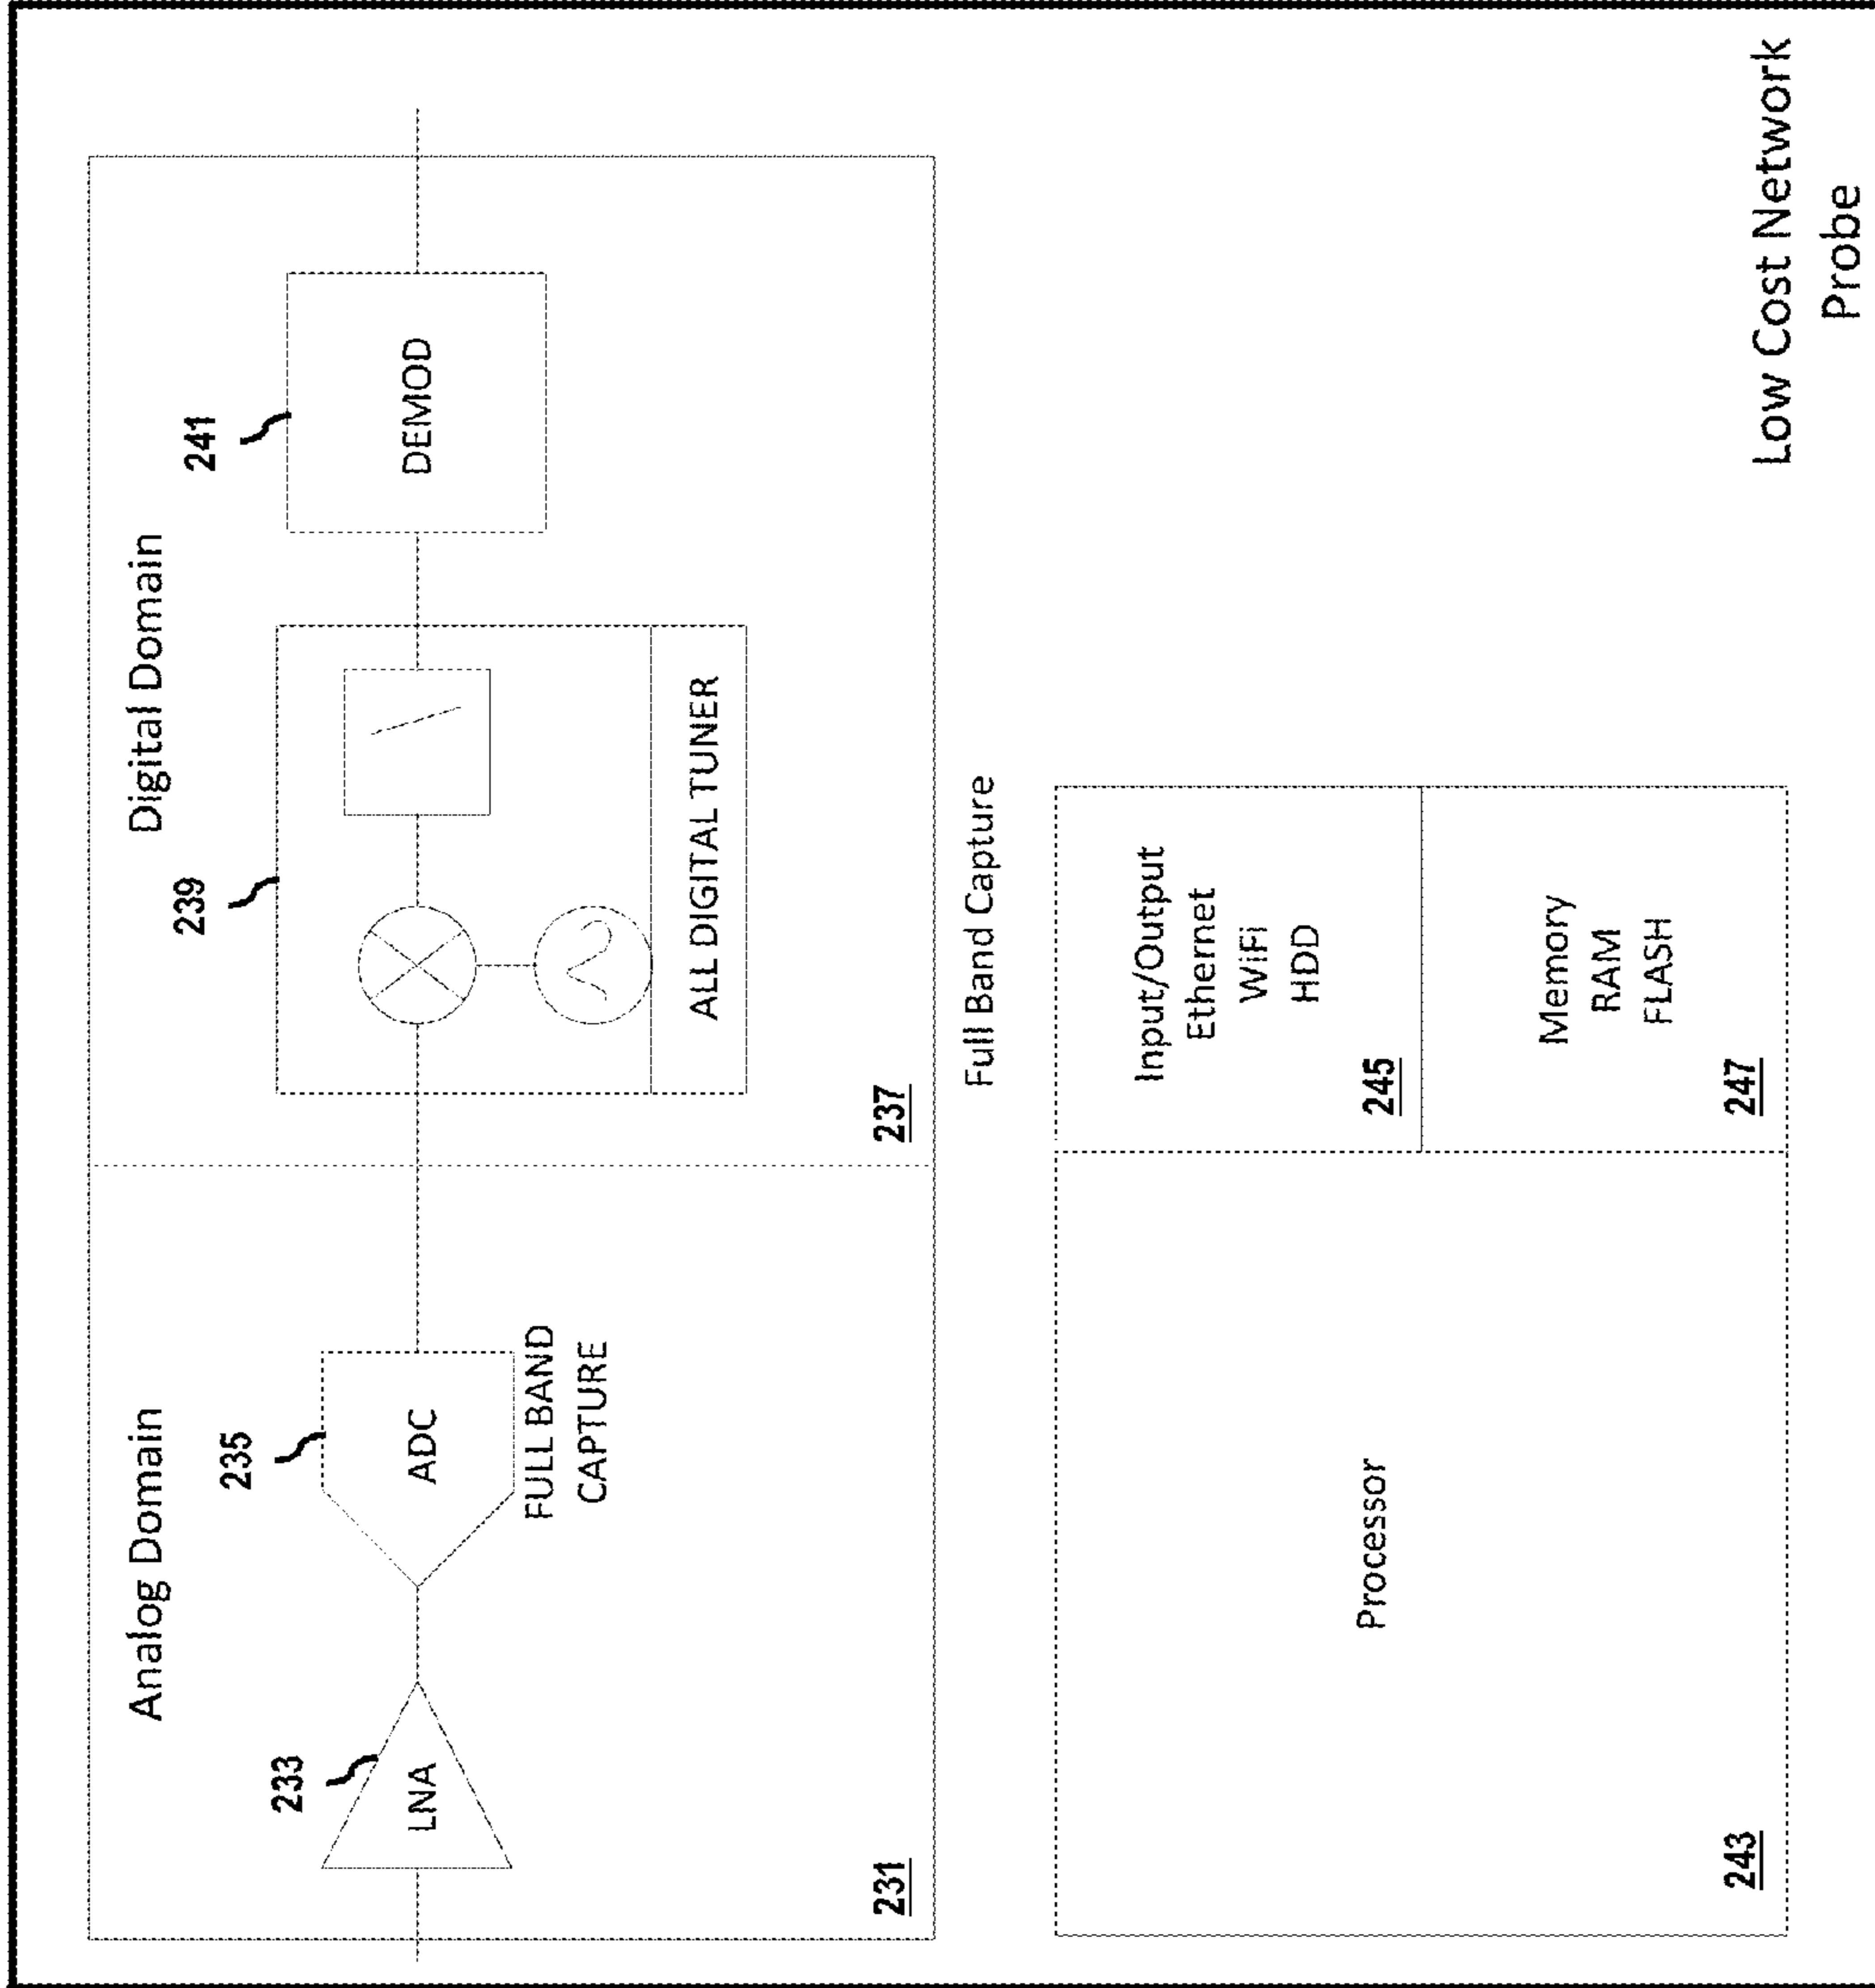 Analog Domain
Digital Domain
233
235
239
241
LNA
ADC
DEMOD
FULL BAND
CAPTURE
ALL DIGITAL TUNER
231
237
Full Band Capture
Processor
243
Input/Output
Ethernet
WiFi
HDD
245
Memory
RAM
FLASH
247
Low Cost Network
Probe